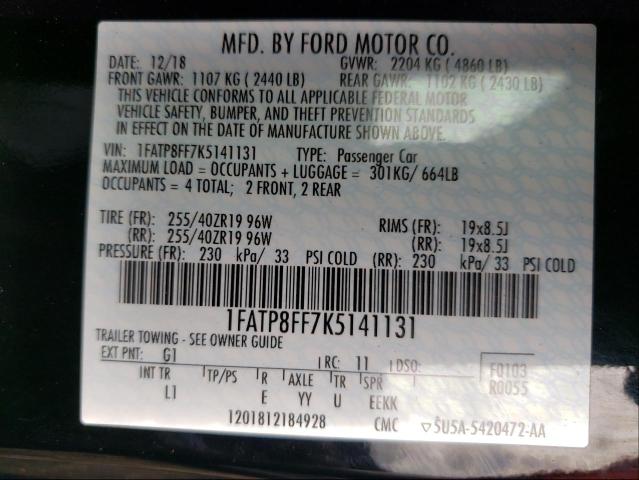 MFD. BY FORD MOTOR CO.
DATE: 12/18 GVWR: 2204 KG ( 4860 LB)
FRONT GAWR: 1107 KG ( 2440 LB) REAR GAWR: 1102 KG ( 2430 LB)
THIS VEHICLE CONFORMS TO ALL APPLICABLE FEDERAL MOTOR
VEHICLE SAFETY, BUMPER, AND THEFT PREVENTION STANDARDS
IN EFFECT ON THE DATE OF MANUFACTURE SHOWN ABOVE.
VIN: 1FATP8FF7K5141131 TYPE: Passenger Car
MAXIMUM LOAD = OCCUPANTS + LUGGAGE = 301KG/ 664LB
OCCUPANTS = 4 TOTAL; 2 FRONT, 2 REAR
TIRE (FR): 255/40ZR19 96W RIMS (FR): 19x8.5J
(RR): 255/40ZR19 96W (RR): 19x8.5J
PRESSURE (FR): 230 kPa/ 33 PSI COLD (RR): 230 kPa/ 33 PSI COLD
1FATP8FF7K5141131
TRAILER TOWING - SEE OWNER GUIDE
EXT PNT: G1 RC: 11 DSO: F0103
R0055
INT TR TP/PS R AXLE TR SPR
L1 E YY U EEKK
1201812184928 CMC ▽5U5A-5420472-AA